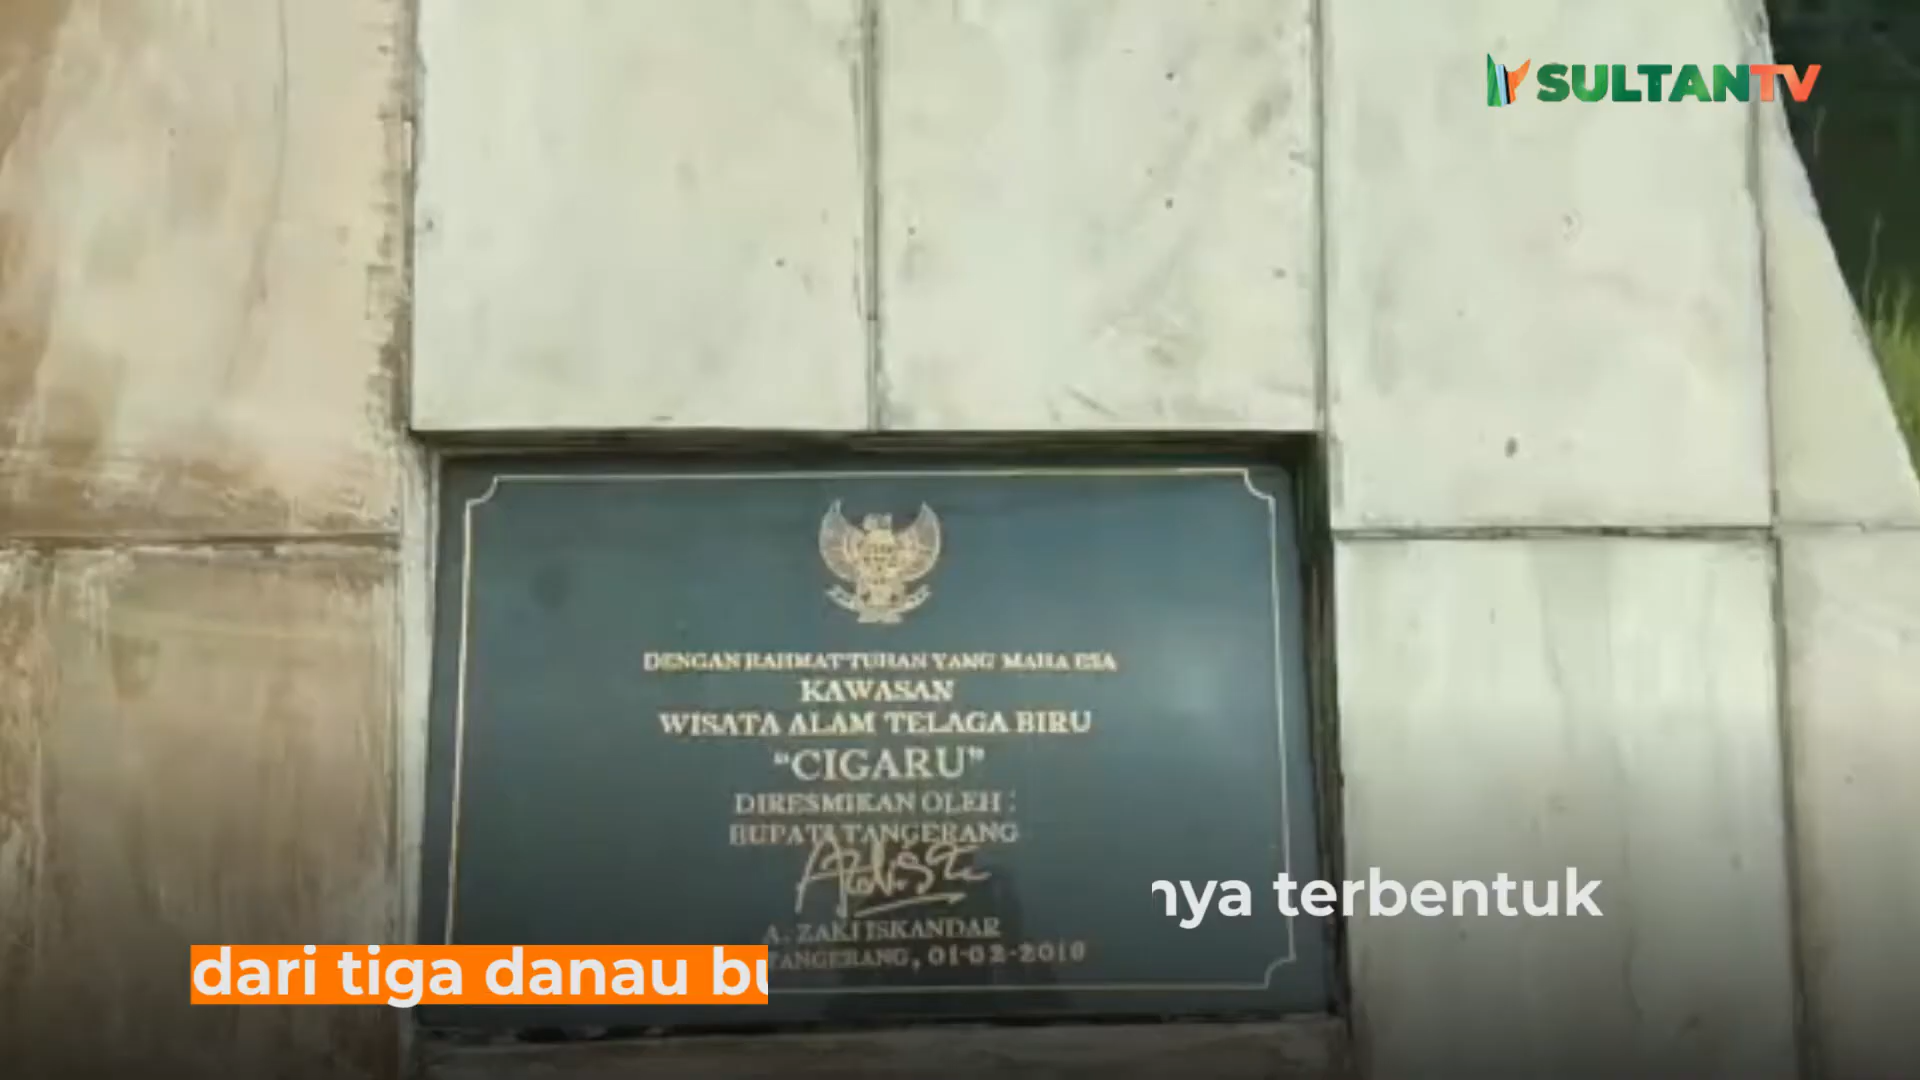 SULTANTV
DENGAN RAHMAT TUHAN YANG MAHA ESA
KAWASAN
WISATA ALAM TELAGA BIRU
"CIGARU"
DIRESMIKAN OLEH :
BUPATI TANGERANG
A. ZAKI ISKANDAR
TANGERANG, 01-02-2018
nya terbentuk
dari tiga danau bu